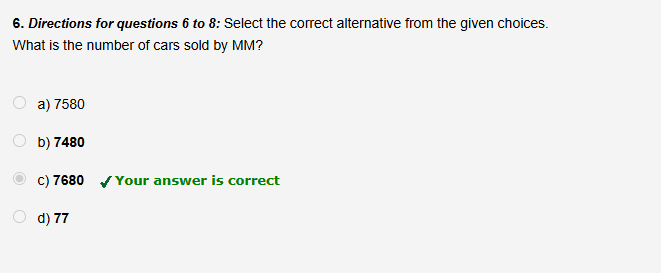 6. Directions for questions 6 to 8: Select the correct alternative from the given choices.
What is the number of cars sold by MM?
a) 7580
b) 7480
c) 7680 ✓Your answer is correct
d) 77